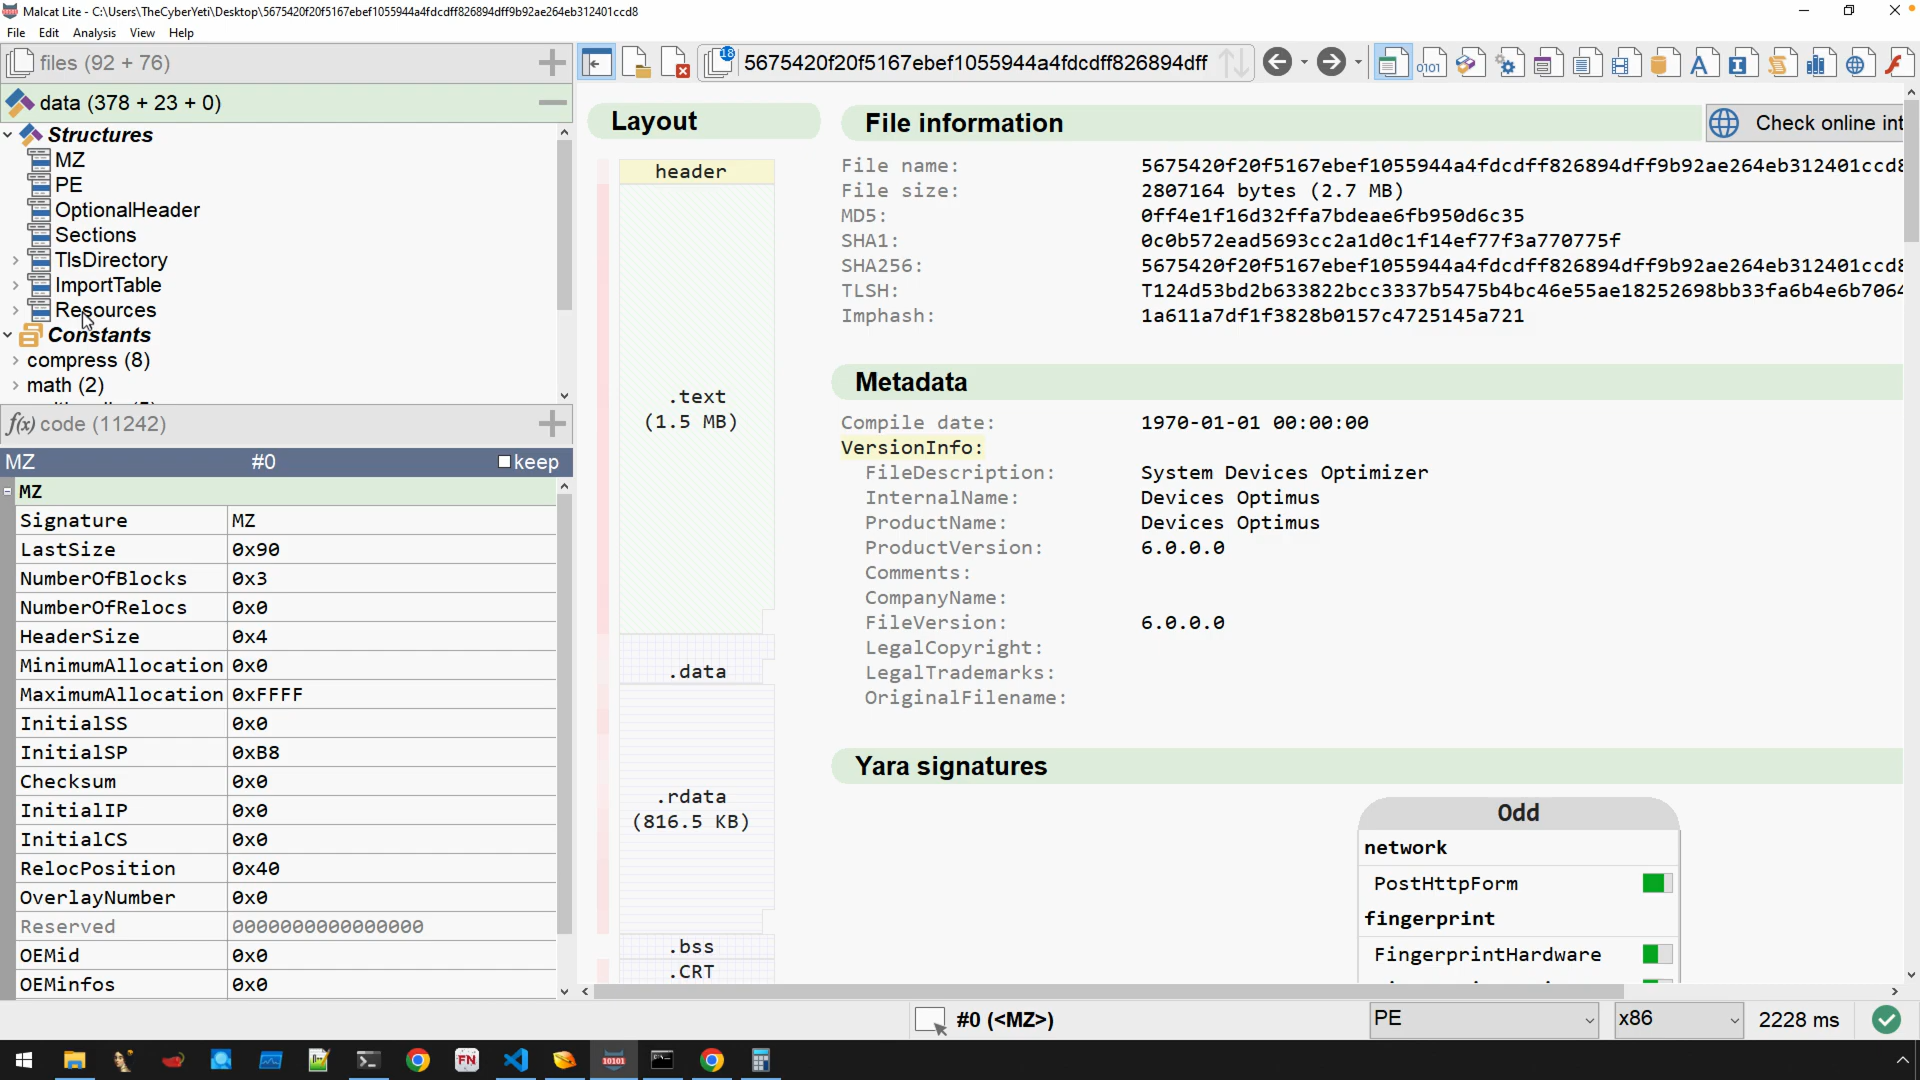 Malcat Lite - C:\Users\TheCyberYeti\Desktop\5675420f20f5167ebef1055944a4fdcdff826894dff9b92ae264eb312401ccd8
File Edit Analysis View Help
files (92 + 76)
18
5675420f20f5167ebef1055944a4fdcdff826894dff
data (378 + 23 + 0)
Structures
MZ
PE
OptionalHeader
Sections
TlsDirectory
ImportTable
Resources
Constants
compress (8)
math (2)
f(x) code (11242)
MZ #0 keep
MZ
Signature MZ
LastSize 0x90
NumberOfBlocks 0x3
NumberOfRelocs 0x0
HeaderSize 0x4
MinimumAllocation 0x0
MaximumAllocation 0xFFFF
InitialSS 0x0
InitialSP 0xB8
Checksum 0x0
InitialIP 0x0
InitialCS 0x0
RelocPosition 0x40
OverlayNumber 0x0
Reserved 0000000000000000
OEMid 0x0
OEMinfos 0x0
Layout
header
.text
(1.5 MB)
.data
.rdata
(816.5 KB)
.bss
.CRT
File information
Check online int
File name: 5675420f20f5167ebef1055944a4fdcdff826894dff9b92ae264eb312401ccd8
File size: 2807164 bytes (2.7 MB)
MD5: 0ff4e1f16d32ffa7bdeae6fb950d6c35
SHA1: 0c0b572ead5693cc2a1d0c1f14ef77f3a770775f
SHA256: 5675420f20f5167ebef1055944a4fdcdff826894dff9b92ae264eb312401ccd8
TLSH: T124d53bd2b633822bcc3337b5475b4bc46e55ae18252698bb33fa6b4e6b7064
Imphash: 1a611a7df1f3828b0157c4725145a721
Metadata
Compile date: 1970-01-01 00:00:00
VersionInfo:
FileDescription: System Devices Optimizer
InternalName: Devices Optimus
ProductName: Devices Optimus
ProductVersion: 6.0.0.0
Comments:
CompanyName:
FileVersion: 6.0.0.0
LegalCopyright:
LegalTrademarks:
OriginalFilename:
Yara signatures
Odd
network
PostHttpForm
fingerprint
FingerprintHardware
#0 (<MZ>)
PE
x86
2228 ms